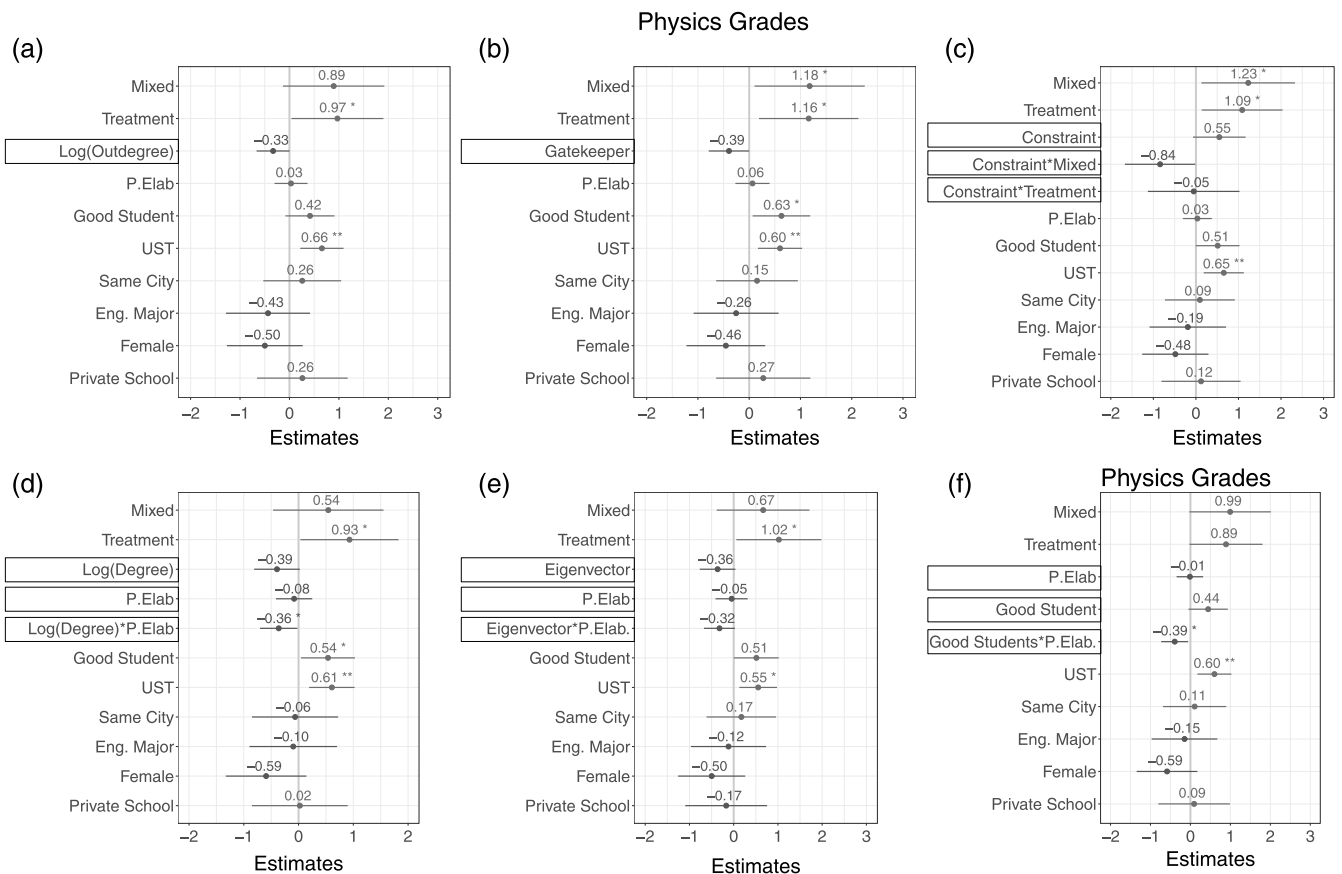 Physics Grades
(a)
Mixed 0.89
Treatment 0.97 *
Log(Outdegree) −0.33
P.Elab 0.03
Good Student 0.42
UST 0.66 **
Same City 0.26
Eng. Major −0.43
Female −0.50
Private School 0.26
−2 −1 0 1 2 3
Estimates
(b)
Mixed 1.18 *
Treatment 1.16 *
Gatekeeper −0.39
P.Elab 0.06
Good Student 0.63 *
UST 0.60 **
Same City 0.15
Eng. Major −0.26
Female −0.46
Private School 0.27
−2 −1 0 1 2 3
Estimates
(c)
Mixed 1.23 *
Treatment 1.09 *
Constraint 0.55
Constraint*Mixed −0.84
Constraint*Treatment −0.05
P.Elab 0.03
Good Student 0.51
UST 0.65 **
Same City 0.09
Eng. Major −0.19
Female −0.48
Private School 0.12
−2 −1 0 1 2 3
Estimates
(d)
Mixed 0.54
Treatment 0.93 *
Log(Degree) −0.39
P.Elab −0.08
Log(Degree)*P.Elab −0.36 *
Good Student 0.54 *
UST 0.61 **
Same City −0.06
Eng. Major −0.10
Female −0.59
Private School 0.02
−2 −1 0 1 2
Estimates
(e)
Mixed 0.67
Treatment 1.02 *
Eigenvector −0.36
P.Elab −0.05
Eigenvector*P.Elab. −0.32
Good Student 0.51
UST 0.55 *
Same City 0.17
Eng. Major −0.12
Female −0.50
Private School −0.17
−2 −1 0 1 2 3
Estimates
(f)
Physics Grades
Mixed 0.99
Treatment 0.89
P.Elab −0.01
Good Student 0.44
Good Students*P.Elab. −0.39 *
UST 0.60 **
Same City 0.11
Eng. Major −0.15
Female −0.59
Private School 0.09
−2 −1 0 1 2 3
Estimates